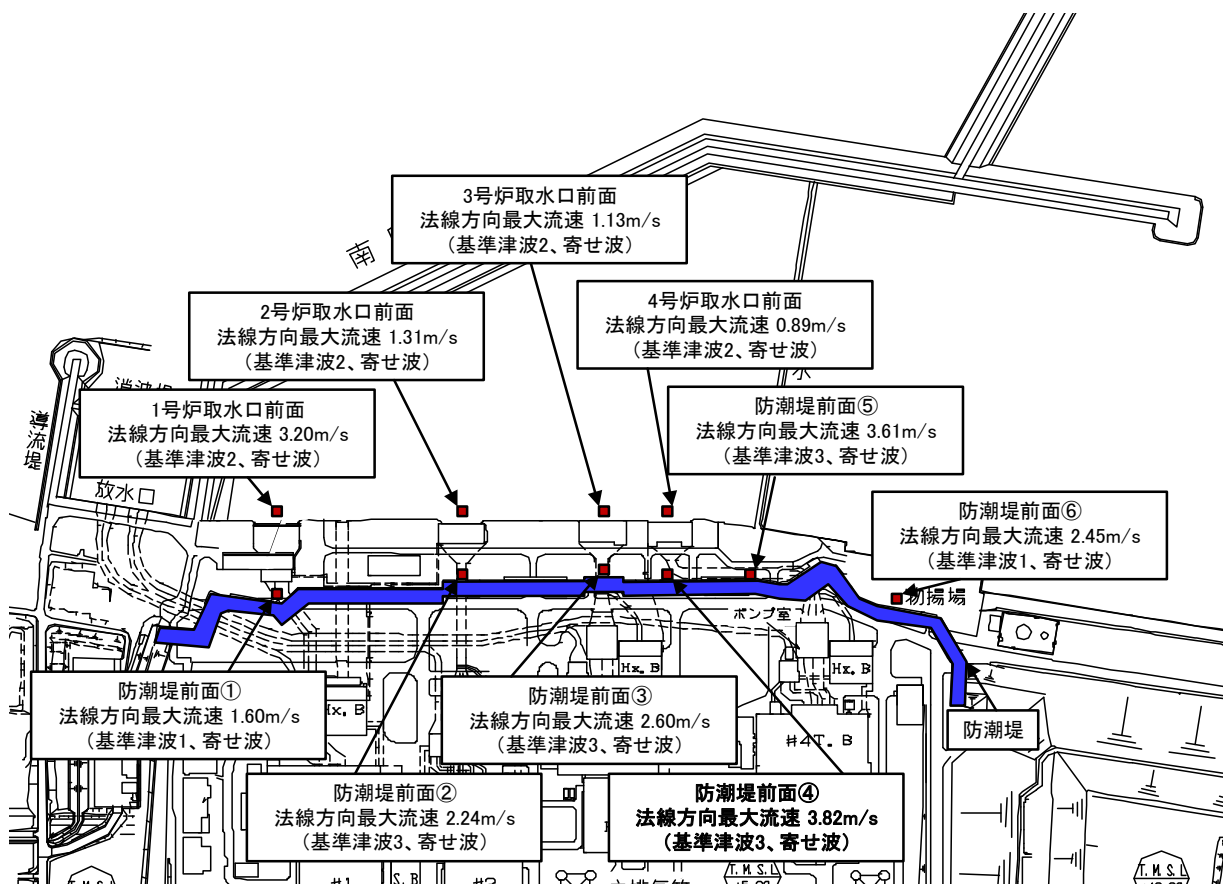 3号炉取水口前面
法線方向最大流速 1.13m/s
(基準津波2、寄せ波)
南
2号炉取水口前面
法線方向最大流速 1.31m/s
(基準津波2、寄せ波)
4号炉取水口前面
法線方向最大流速 0.89m/s
(基準津波2、寄せ波)
水
導流堤
1号炉取水口前面
法線方向最大流速 3.20m/s
(基準津波2、寄せ波)
防潮堤前面⑤
法線方向最大流速 3.61m/s
(基準津波3、寄せ波)
放水口
防潮堤前面⑥
法線方向最大流速 2.45m/s
(基準津波1、寄せ波)
物揚場
ポンプ室
Hx.B
Hx.B
防潮堤前面①
法線方向最大流速 1.60m/s
(基準津波1、寄せ波)
Hx.B
防潮堤前面③
法線方向最大流速 2.60m/s
(基準津波3、寄せ波)
#4T.B
防潮堤
防潮堤前面②
法線方向最大流速 2.24m/s
(基準津波3、寄せ波)
防潮堤前面④
法線方向最大流速 3.82m/s
(基準津波3、寄せ波)
T.M.S.L
#1
S.B
T.M.S.L
T.M.S.L